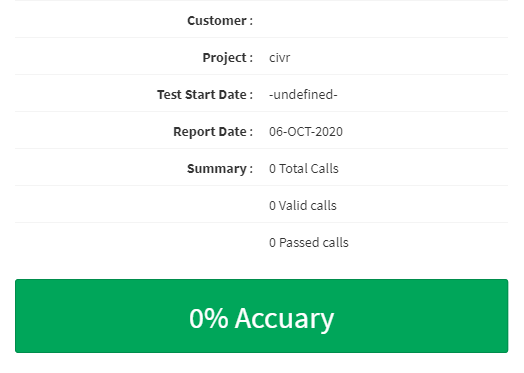 Customer :
Project : civr
Test Start Date : -undefined-
Report Date : 06-OCT-2020
Summary : 0 Total Calls
0 Valid calls
0 Passed calls
0% Accuary